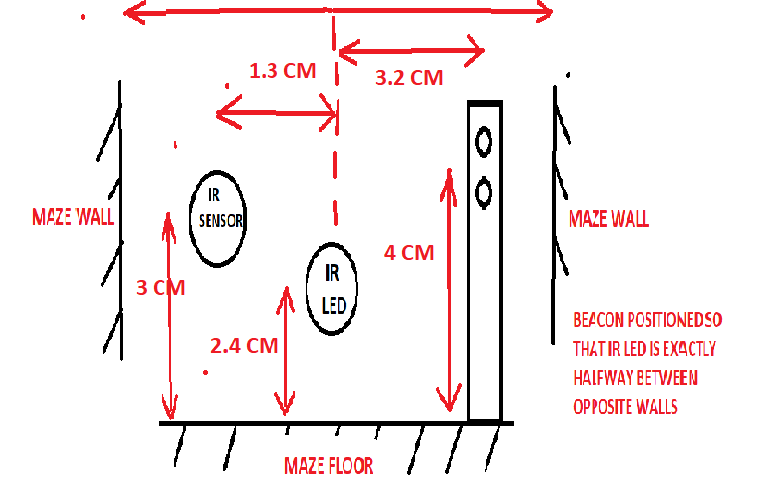 1.3 CM
3.2 CM
IR
SENSOR
MAZE WALL
MAZE WALL
4 CM
IR
LED
3 CM
2.4 CM
BEACON POSITIONEDSO
THAT IR LED IS EXACTLY
HALFWAY BETWEEN
OPPOSITE WALLS
MAZE FLOOR